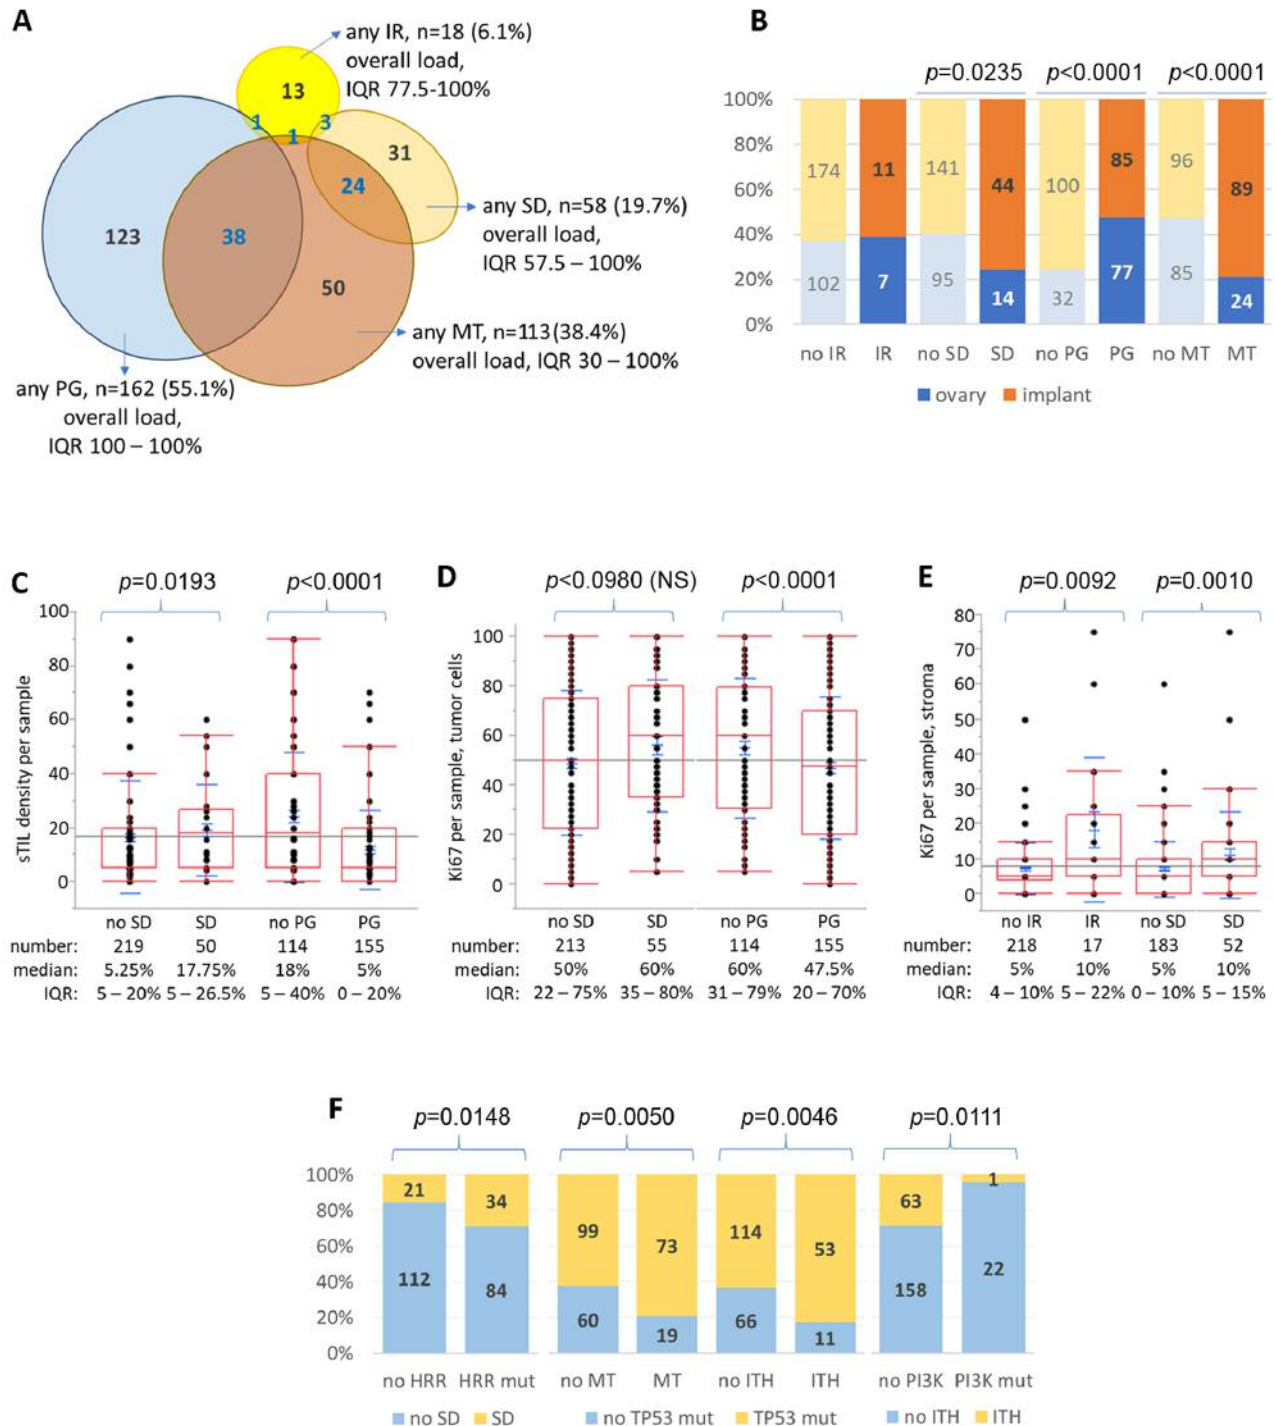 A
any IR, n=18 (6.1%)
overall load,
IQR 77.5-100%
13
1
1
3
31
24
123
38
50
any SD, n=58 (19.7%)
overall load,
IQR 57.5 – 100%
any MT, n=113(38.4%)
overall load, IQR 30 – 100%
any PG, n=162 (55.1%)
overall load,
IQR 100 – 100%
B
p=0.0235 p<0.0001 p<0.0001
100%
80%
60%
40%
20%
0%
174 11 141 44 100 85 96 89
102 7 95 14 32 77 85 24
no IR IR no SD SD no PG PG no MT MT
ovary implant
C
p=0.0193 p<0.0001
sTIL density per sample
100
80
60
40
20
0
no SD SD no PG PG
number: 219 50 114 155
median: 5.25% 17.75% 18% 5%
IQR: 5 – 20% 5 – 26.5% 5 – 40% 0 – 20%
D
p<0.0980 (NS) p<0.0001
Ki67 per sample, tumor cells
100
80
60
40
20
0
no SD SD no PG PG
number: 213 55 114 155
median: 50% 60% 60% 47.5%
IQR: 22 – 75% 35 – 80% 31 – 79% 20 – 70%
E
p=0.0092 p=0.0010
Ki67 per sample, stroma
80
70
60
50
40
30
20
10
0
no IR IR no SD SD
number: 218 17 183 52
median: 5% 10% 5% 10%
IQR: 4 – 10% 5 – 22% 0 – 10% 5 – 15%
F
p=0.0148 p=0.0050 p=0.0046 p=0.0111
100%
80%
60%
40%
20%
0%
21 34 99 73 114 53 63 1
112 84 60 19 66 11 158 22
no HRR HRR mut no MT MT no ITH ITH no PI3K PI3K mut
no SD SD no TP53 mut TP53 mut no ITH ITH